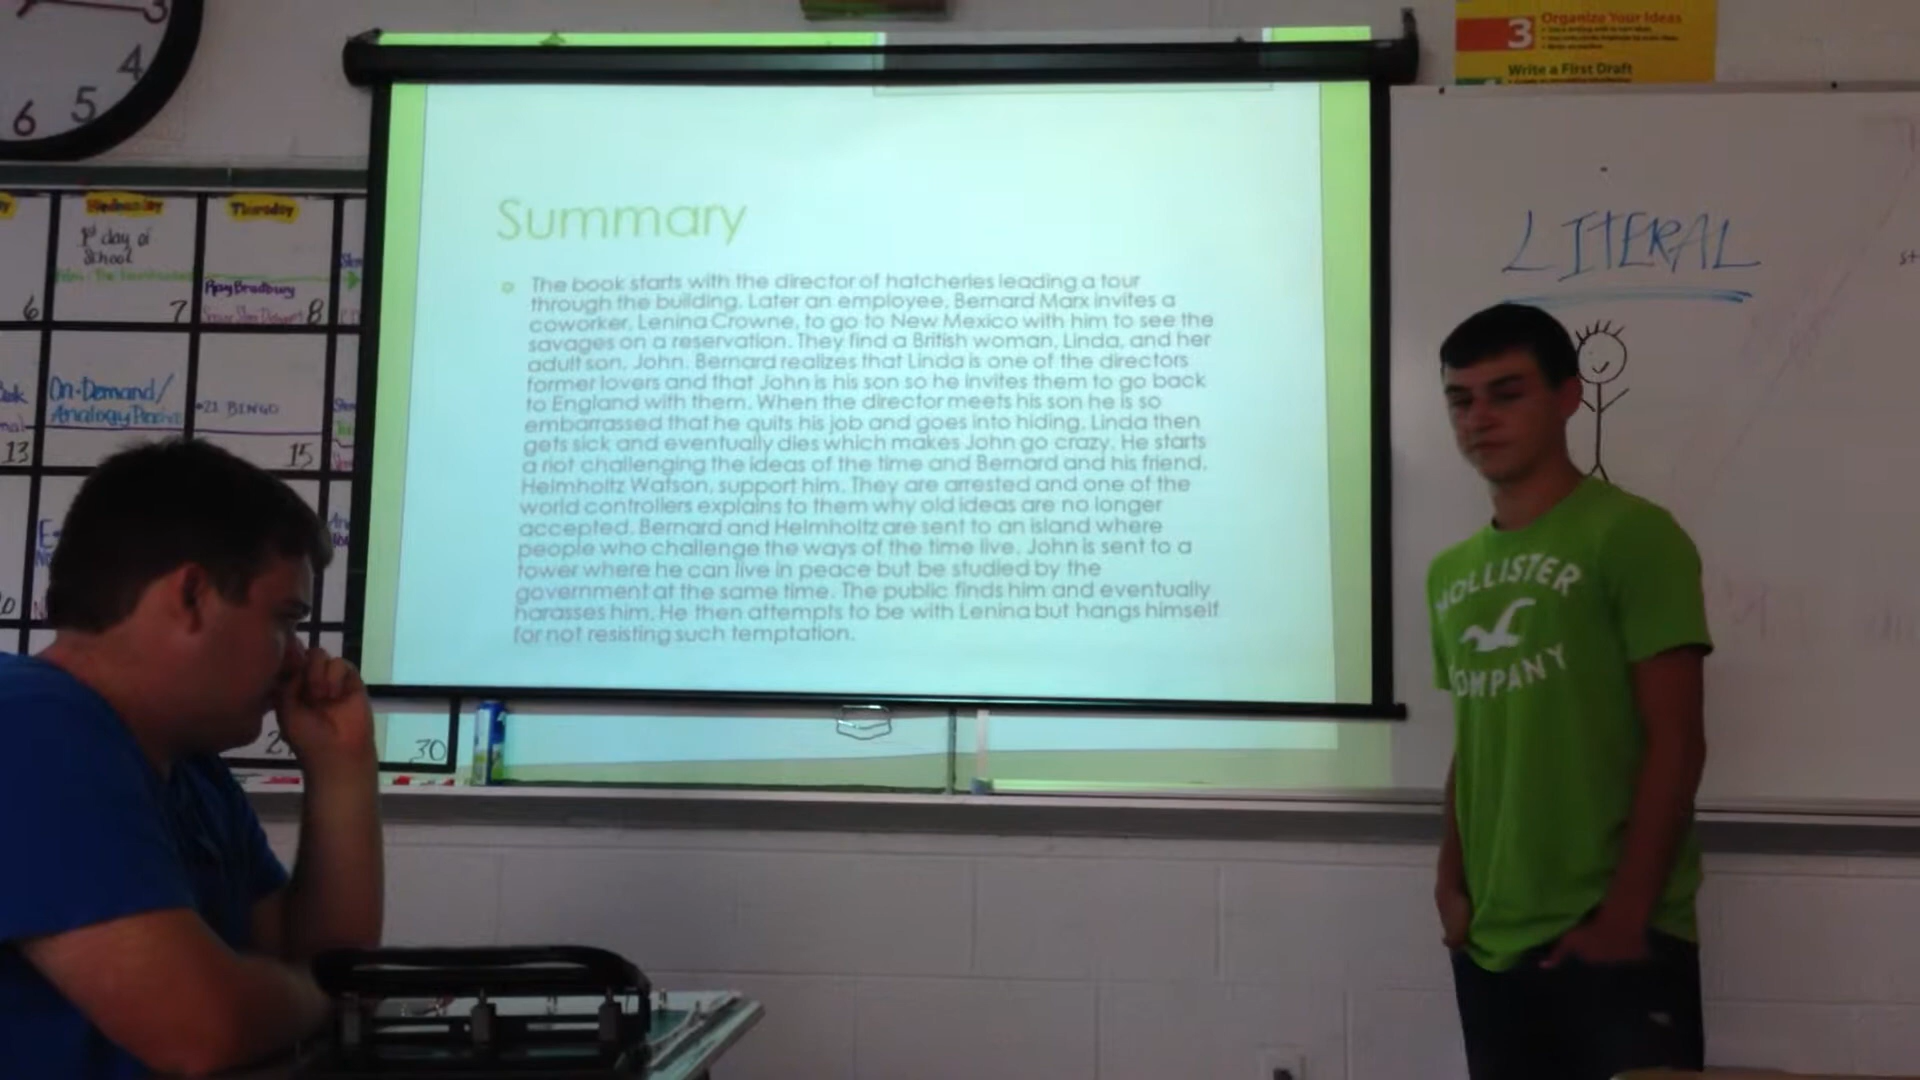 3
4
5
6
3 Organize Your Ideas
Write a First Draft
Wednesday
Thursday
1st day of
School
6
7
Ray Bradbury
8
On-Demand/
Analogy
21 BINGO
13
15
30
Summary
The book starts with the director of hatcheries leading a tour
through the building. Later an employee, Bernard Marx invites a
coworker, Lenina Crowne, to go to New Mexico with him to see the
savages on a reservation. They find a British woman, Linda, and her
adult son, John. Bernard realizes that Linda is one of the directors
former lovers and that John is his son so he invites them to go back
to England with them. When the director meets his son he is so
embarrassed that he quits his job and goes into hiding. Linda then
gets sick and eventually dies which makes John go crazy. He starts
a riot challenging the ideas of the time and Bernard and his friend,
Helmholtz Watson, support him. They are arrested and one of the
world controllers explains to them why old ideas are no longer
accepted. Bernard and Helmholtz are sent to an island where
people who challenge the ways of the time live. John is sent to a
tower where he can live in peace but be studied by the
government at the same time. The public finds him and eventually
harasses him. He then attempts to be with Lenina but hangs himself
for not resisting such temptation.
LITERAL
st
HOLLISTER
COMPANY